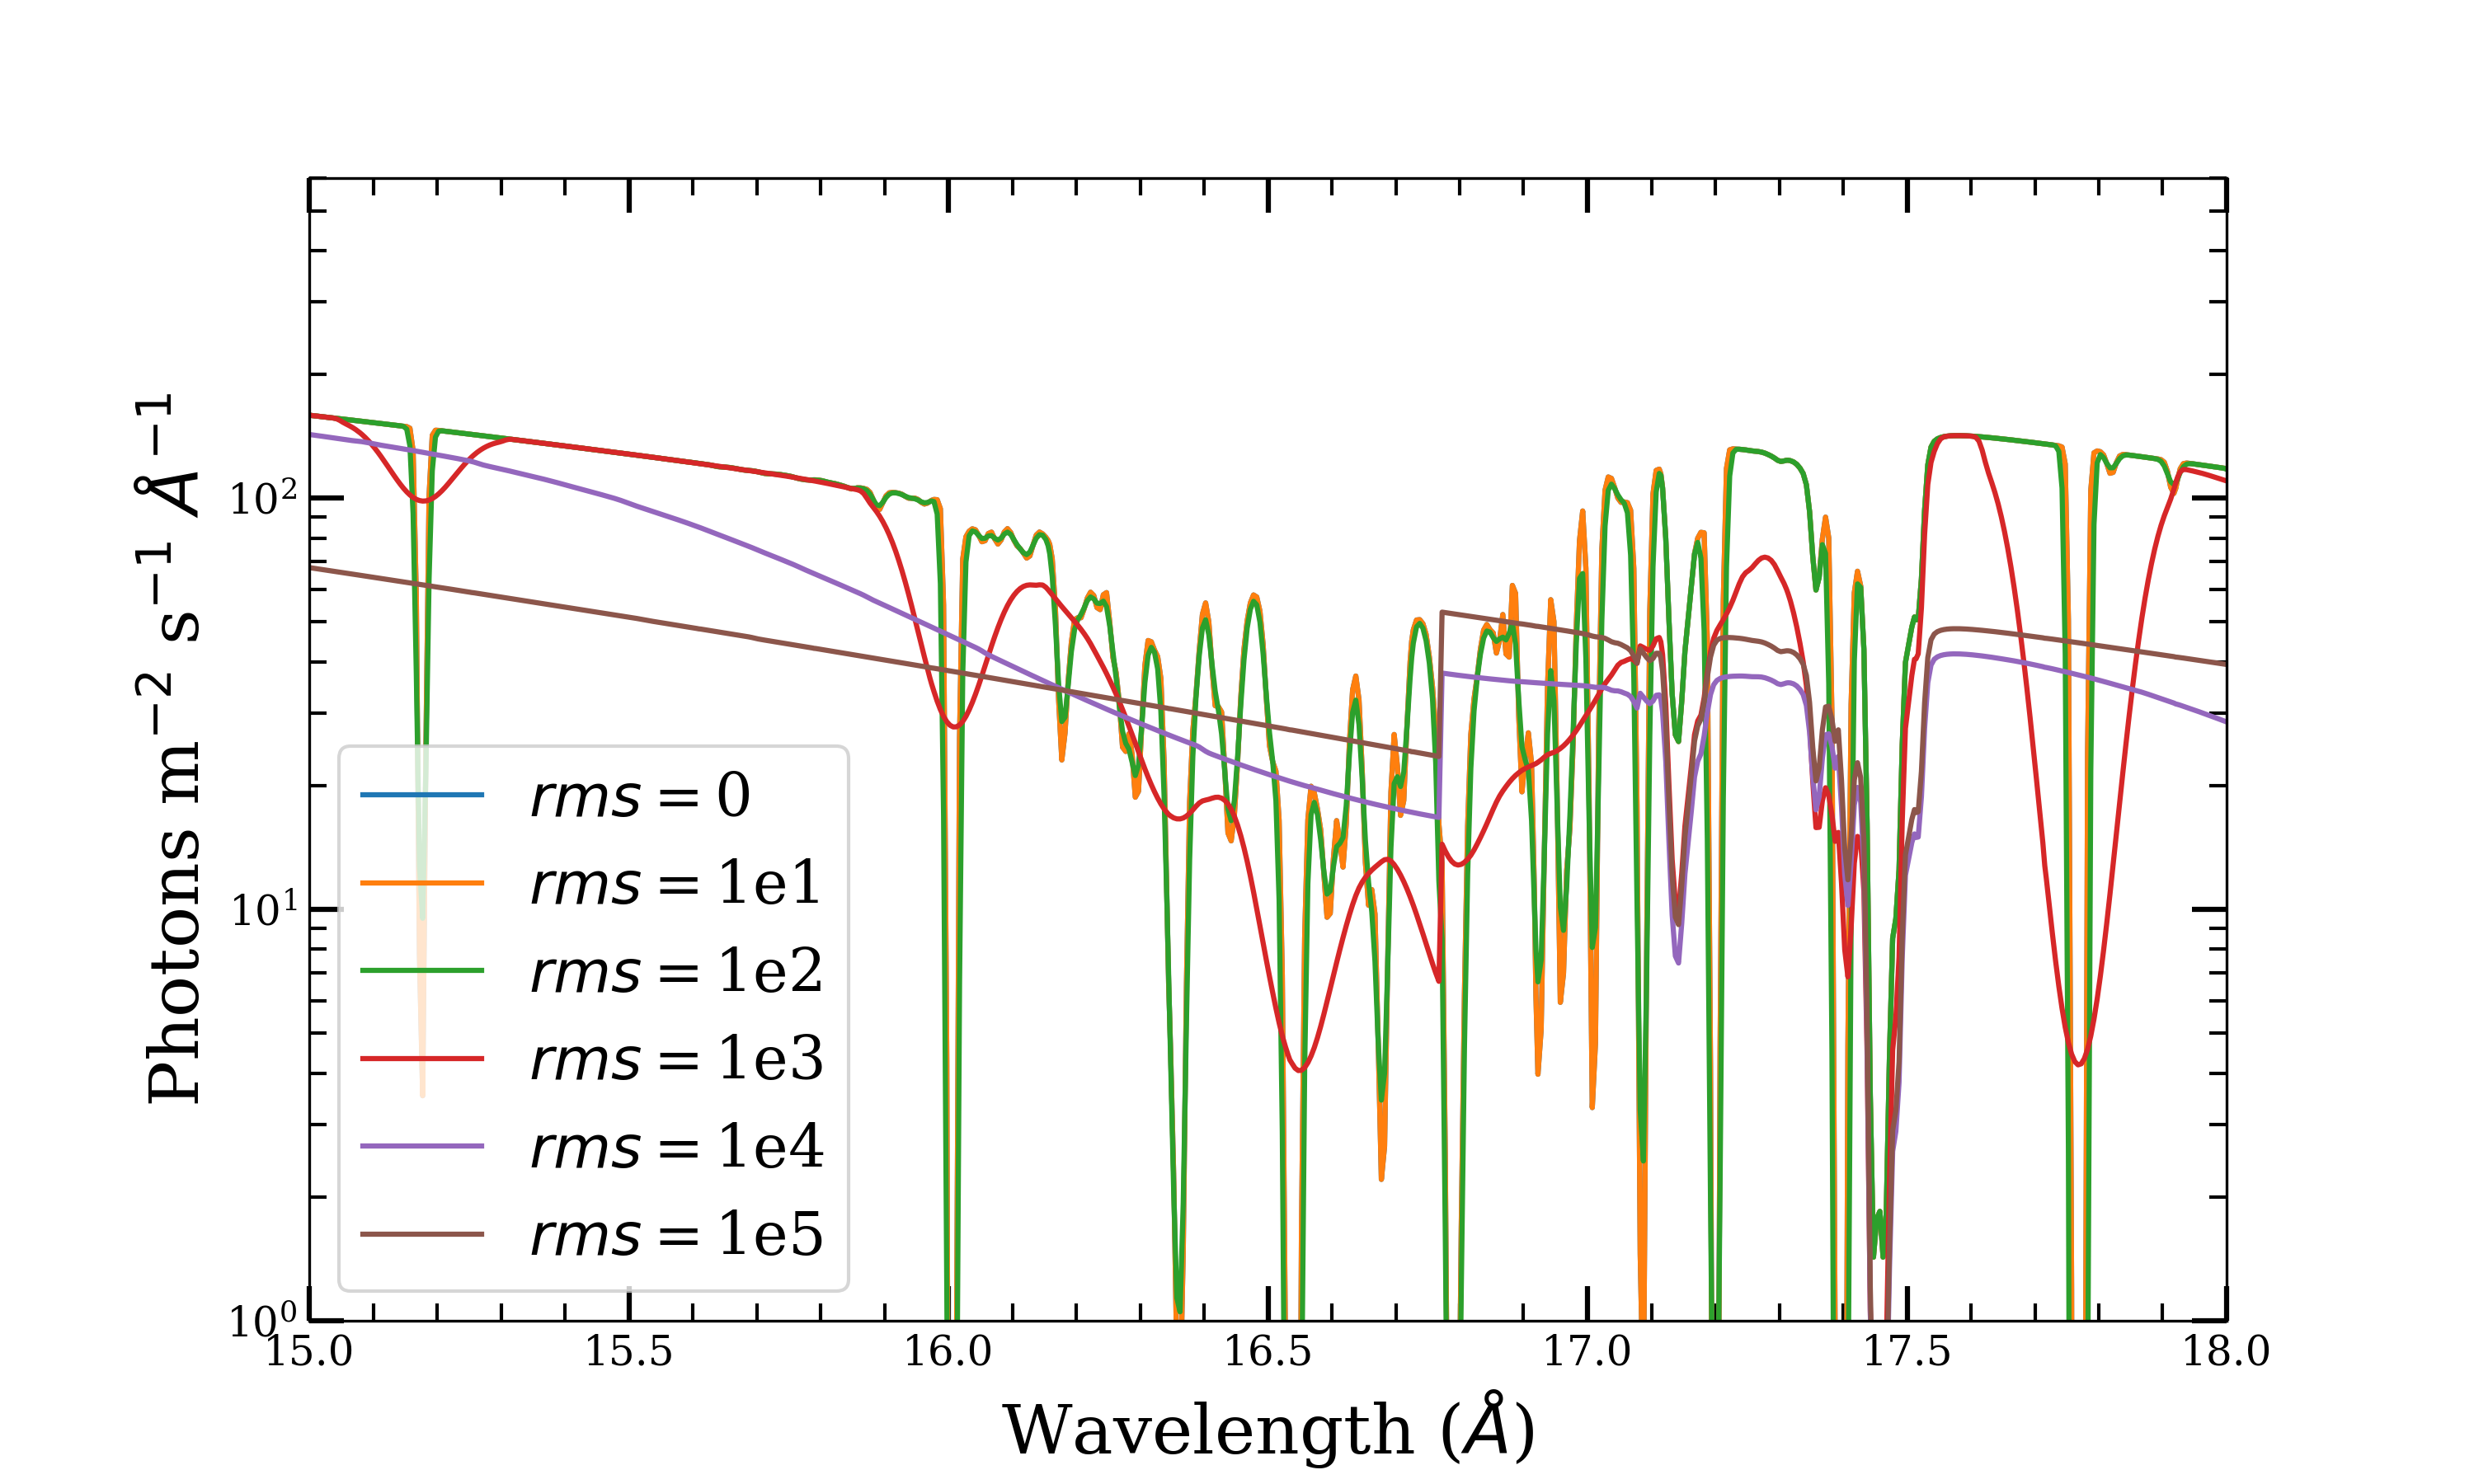 Photons m⁻² s⁻¹ Å⁻¹
10²
10¹
10⁰
rms = 0
rms = 1e1
rms = 1e2
rms = 1e3
rms = 1e4
rms = 1e5
15.0 15.5 16.0 16.5 17.0 17.5 18.0
Wavelength (Å)